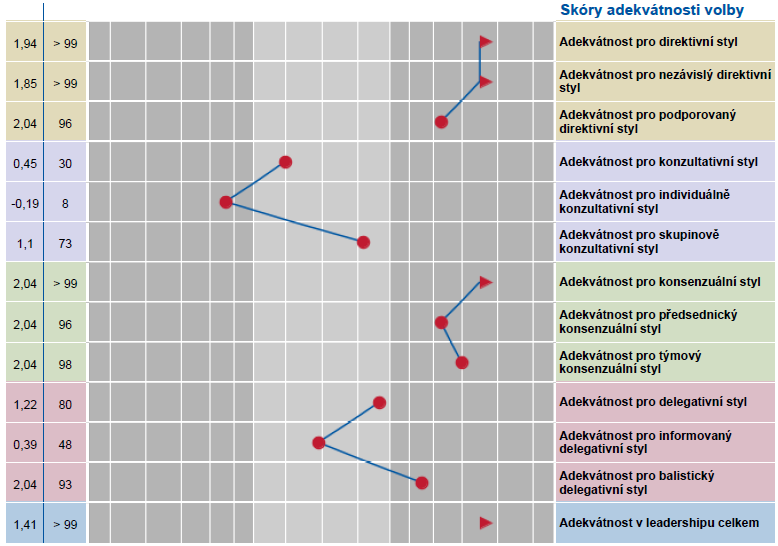 Skóry adekvátnosti volby
1,94 > 99 Adekvátnost pro direktivní styl
1,85 > 99 Adekvátnost pro nezávislý direktivní
styl
2,04 96 Adekvátnost pro podporovaný
direktivní styl
0,45 30 Adekvátnost pro konzultativní styl
-0,19 8 Adekvátnost pro individuálně
konzultativní styl
1,1 73 Adekvátnost pro skupinově
konzultativní styl
2,04 > 99 Adekvátnost pro konsenzuální styl
2,04 96 Adekvátnost pro předsednický
konsenzuální styl
2,04 98 Adekvátnost pro týmový
konsenzuální styl
1,22 80 Adekvátnost pro delegativní styl
0,39 48 Adekvátnost pro informovaný
delegativní styl
2,04 93 Adekvátnost pro balistický
delegativní styl
1,41 > 99 Adekvátnost v leadershipu celkem